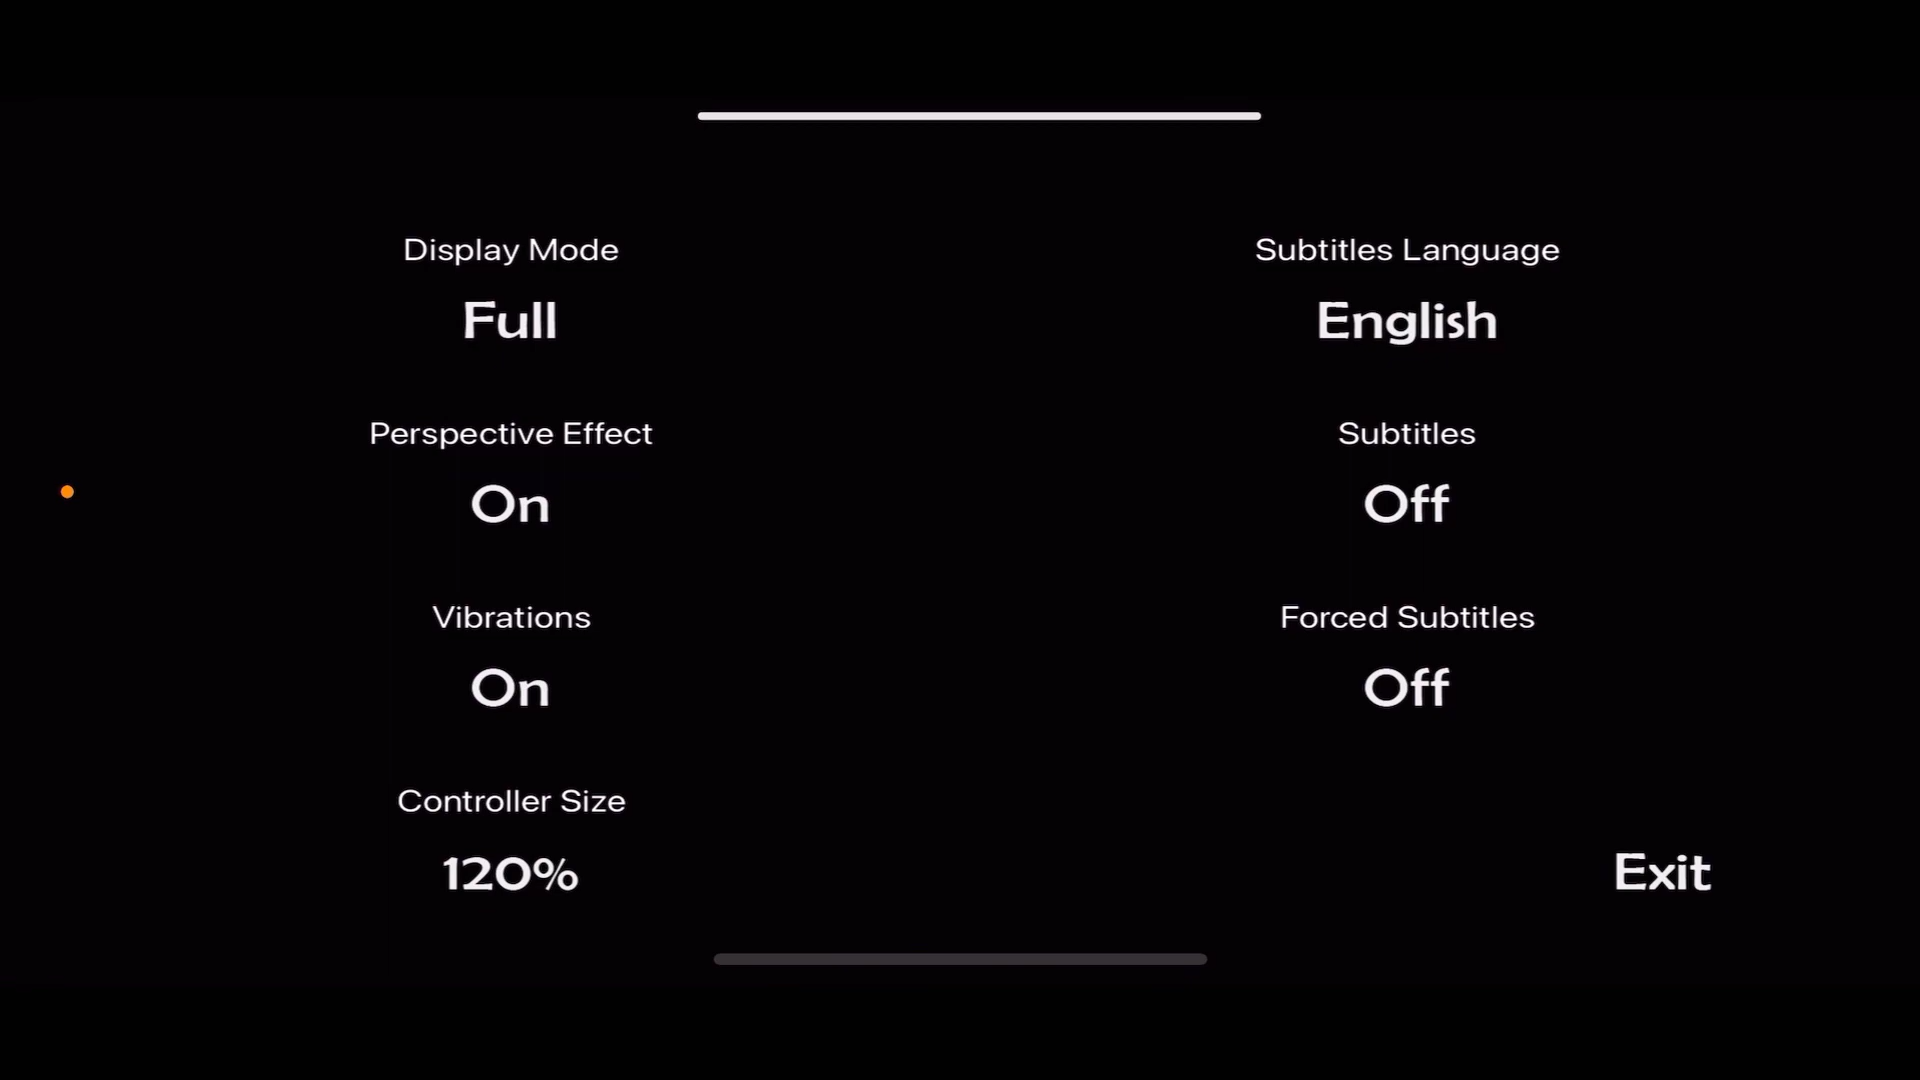 Display Mode
Full
Perspective Effect
On
Vibrations
On
Controller Size
120%
Subtitles Language
English
Subtitles
Off
Forced Subtitles
Off
Exit